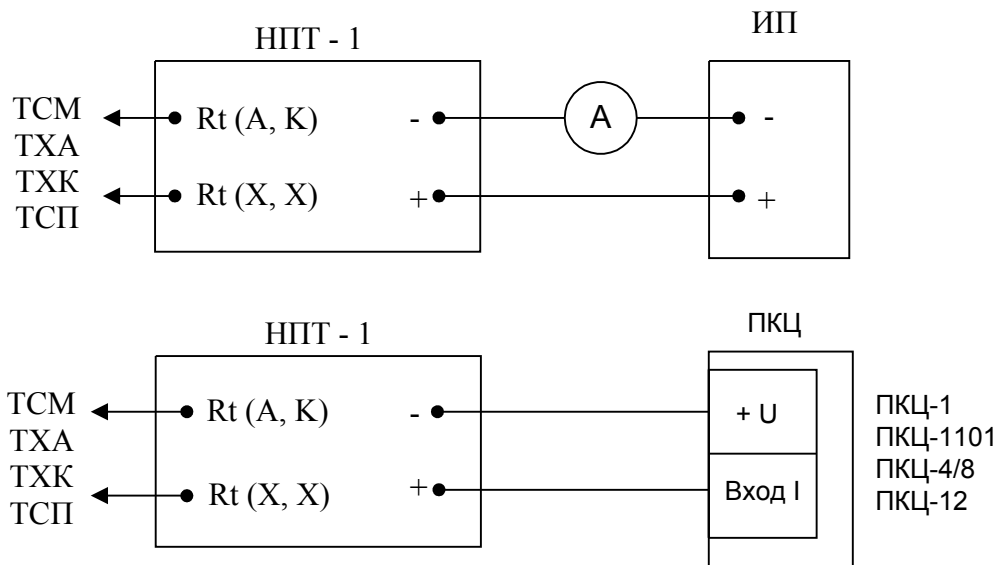 НПТ - 1
ИП
ТСМ
ТХА
ТХК
ТСП
Rt (А, К)
-
А
-
Rt (Х, Х)
+
+
НПТ - 1
ПКЦ
ТСМ
ТХА
ТХК
ТСП
Rt (А, К)
-
+ U
Rt (Х, Х)
+
Вход I
ПКЦ-1
ПКЦ-1101
ПКЦ-4/8
ПКЦ-12